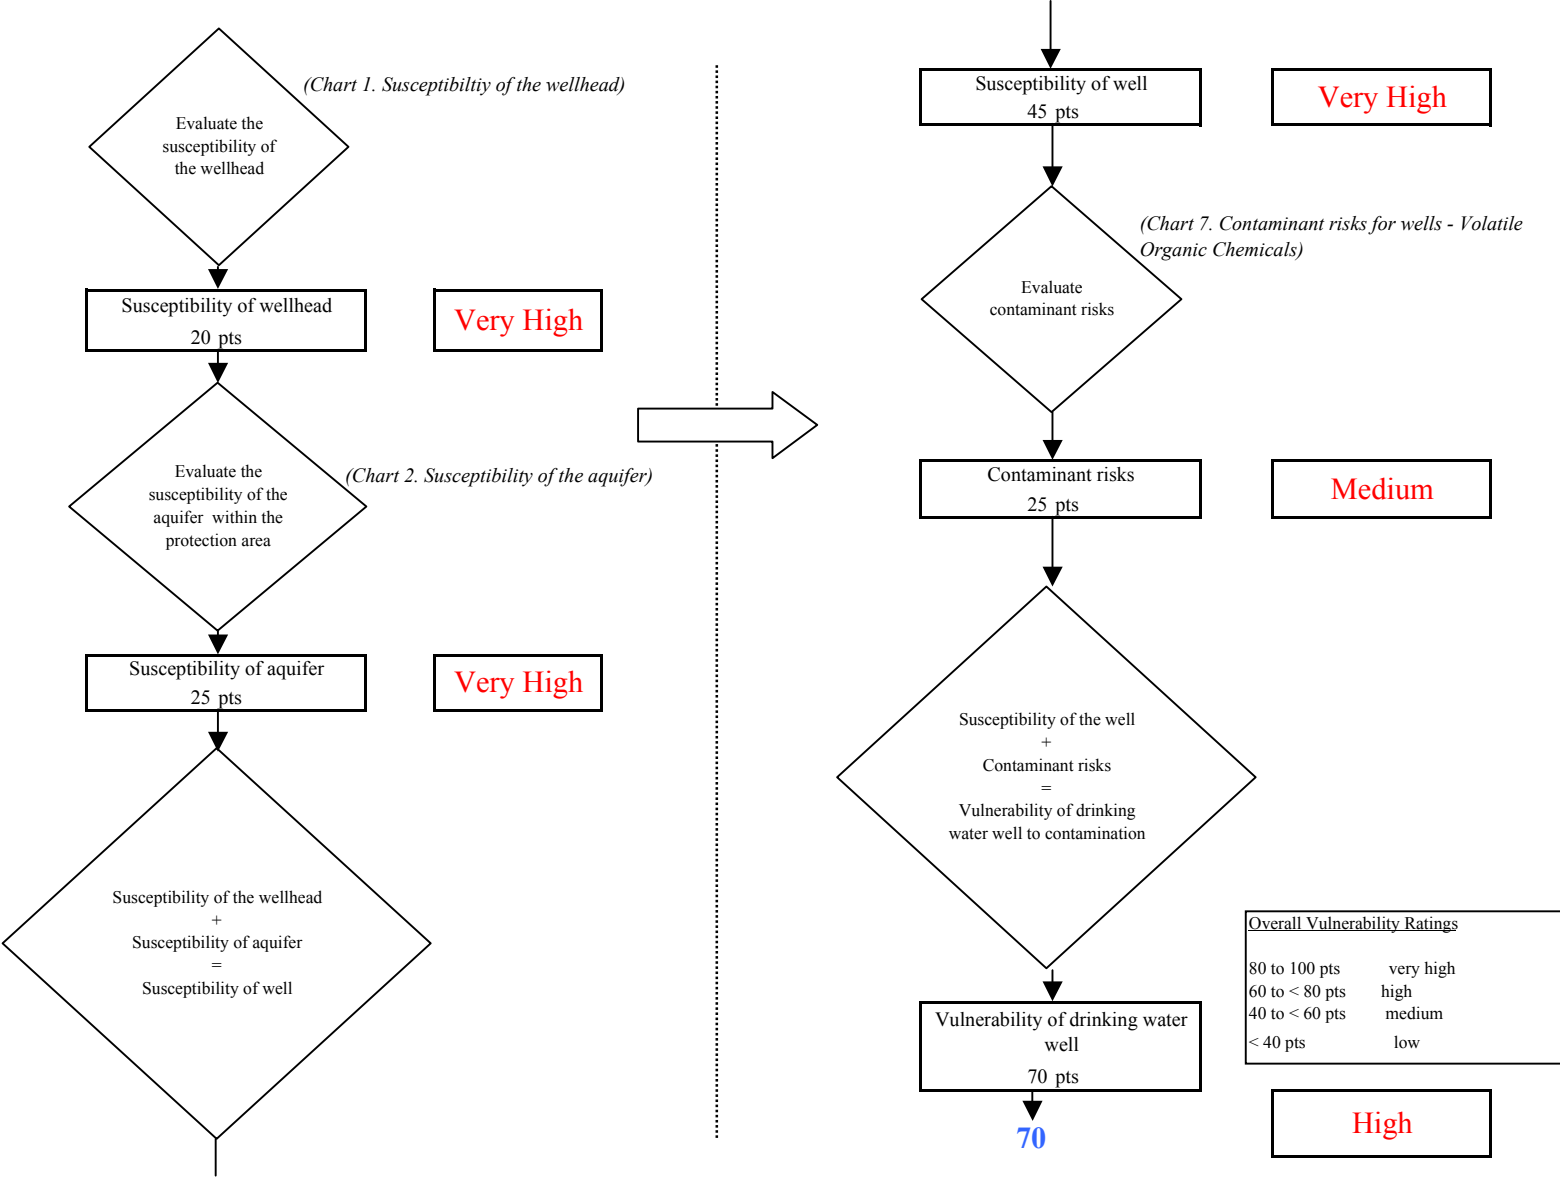 (Chart 1. Susceptibiltiy of the wellhead)
Evaluate the
susceptibility of
the wellhead
Susceptibility of wellhead
20 pts
Very High
Evaluate the
susceptibility of the
aquifer within the
protection area
(Chart 2. Susceptibility of the aquifer)
Susceptibility of aquifer
25 pts
Very High
Susceptibility of the wellhead
+
Susceptibility of aquifer
=
Susceptibility of well
Susceptibility of well
45 pts
Very High
(Chart 7. Contaminant risks for wells - Volatile
Organic Chemicals)
Evaluate
contaminant risks
Contaminant risks
25 pts
Medium
Susceptibility of the well
+
Contaminant risks
=
Vulnerability of drinking
water well to contamination
Overall Vulnerability Ratings
80 to 100 pts very high
60 to < 80 pts high
40 to < 60 pts medium
< 40 pts low
Vulnerability of drinking water
well
70 pts
70
High